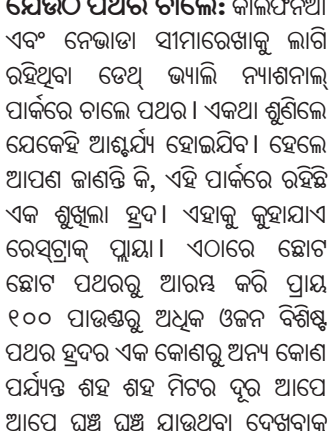 ଯେଉଁଠି ପଥର ଚାଲେ: କାଲିଫର୍ନିଆ
ଏବଂ ନେଭାଡା ସୀମାରେଖାକୁ ଲାଗି
ରହିଥିବା ଡେଥ୍ ଭ୍ୟାଲି ନ୍ୟାଶନାଲ୍
ପାର୍କରେ ଚାଲେ ପଥର। ଏକଥା ଶୁଣିଲେ
ଯେକେହି ଆଶ୍ଚର୍ଯ୍ୟ ହୋଇଯିବ। ହେଲେ
ଆପଣ ଜାଣନ୍ତି କି, ଏହି ପାର୍କରେ ରହିଛି
ଏକ ଶୁଖିଲା ହ୍ରଦ। ଏହାକୁ କୁହାଯାଏ
ରେସ୍‌ଟ୍ରାକ୍ ପ୍ଲାୟା। ଏଠାରେ ଛୋଟ
ଛୋଟ ପଥରରୁ ଆରମ୍ଭ କରି ପ୍ରାୟ
୧୦୦ ପାଉଣ୍ଡରୁ ଅଧିକ ଓଜନ ବିଶିଷ୍ଟ
ପଥର ହ୍ରଦର ଏକ କୋଣରୁ ଅନ୍ୟ କୋଣ
ପର୍ଯ୍ୟନ୍ତ ଶହ ଶହ ମିଟର ଦୂର ଆପେ
ଆପେ ଘୁଞ୍ଚି ଘୁଞ୍ଚି ଯାଉଥିବା ଦେଖିବାକୁ